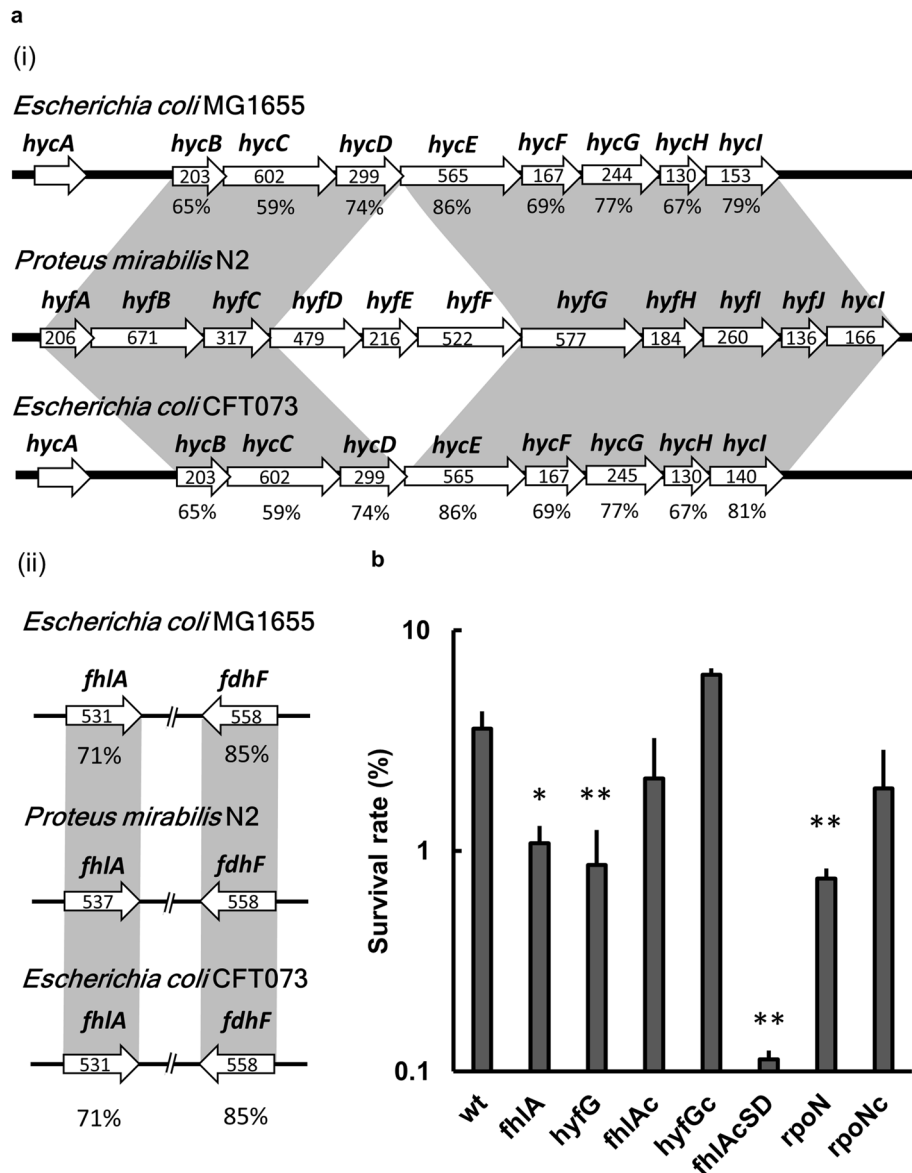 a
(i)
Escherichia coli MG1655
hycA hycB hycC hycD hycE hycF hycG hycH hycI
203 602 299 565 167 244 130 153
65% 59% 74% 86% 69% 77% 67% 79%
Proteus mirabilis N2
hyfA hyfB hyfC hyfD hyfE hyfF hyfG hyfH hyfI hyfJ hycI
206 671 317 479 216 522 577 184 260 136 166
Escherichia coli CFT073
hycA hycB hycC hycD hycE hycF hycG hycH hycI
203 602 299 565 167 245 130 140
65% 59% 74% 86% 69% 77% 67% 81%
(ii)
Escherichia coli MG1655
fhlA fdhF
531 // 558
71% 85%
Proteus mirabilis N2
fhlA fdhF
537 // 558
Escherichia coli CFT073
fhlA fdhF
531 // 558
71% 85%
b
Survival rate (%)
10
1
0.1
* ** ** **
wt fhlA hyfG fhlAc hyfGc fhlAcSD rpoN rpoNc